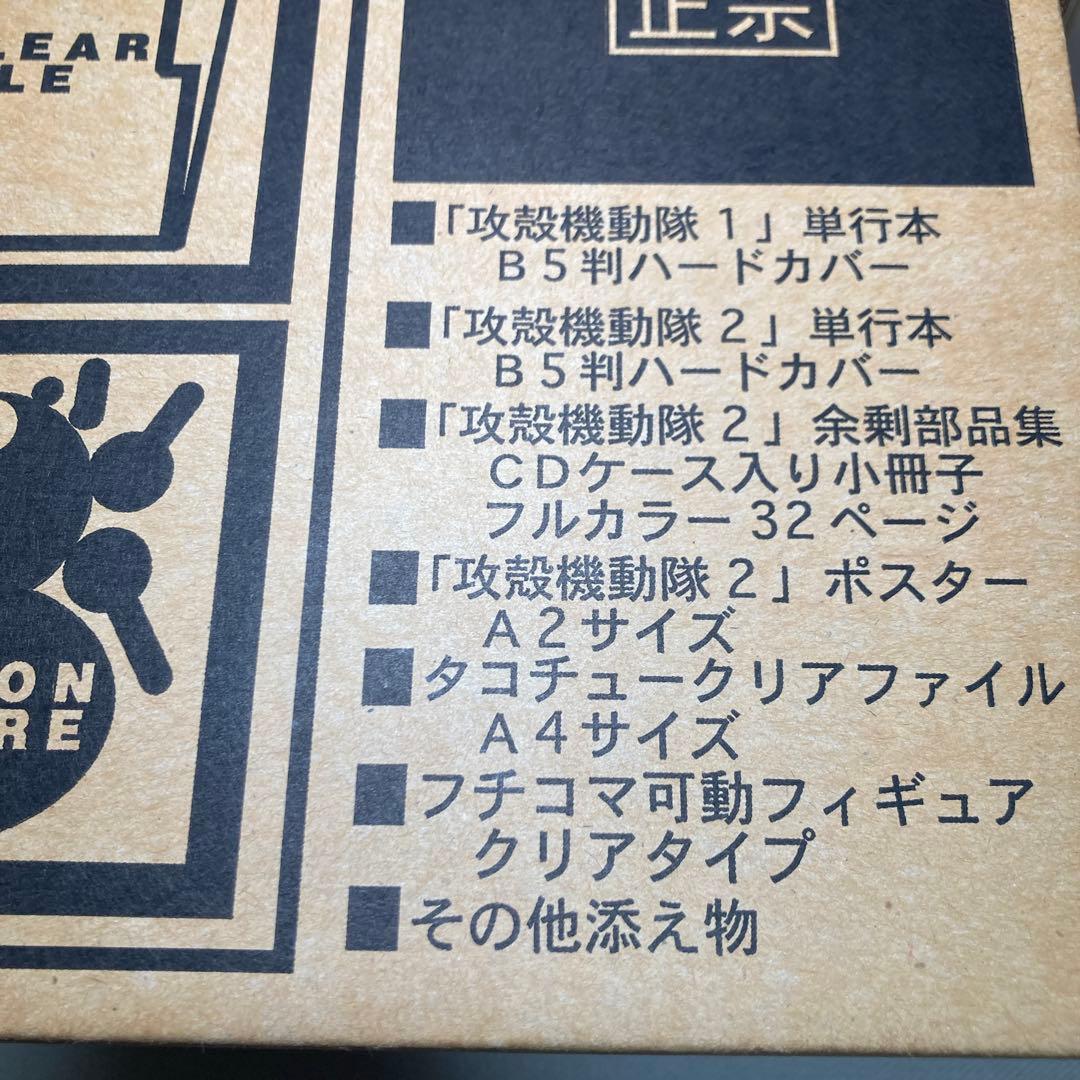 LEAR
LE
ON
RE
■「攻殻機動隊１」単行本
Ｂ５判ハードカバー
■「攻殻機動隊２」単行本
Ｂ５判ハードカバー
■「攻殻機動隊２」余剰部品集
ＣＤケース入り小冊子
フルカラー32ページ
■「攻殻機動隊２」ポスター
Ａ２サイズ
■タコチュークリアファイル
Ａ４サイズ
■フチコマ可動フィギュア
クリアタイプ
■その他添え物